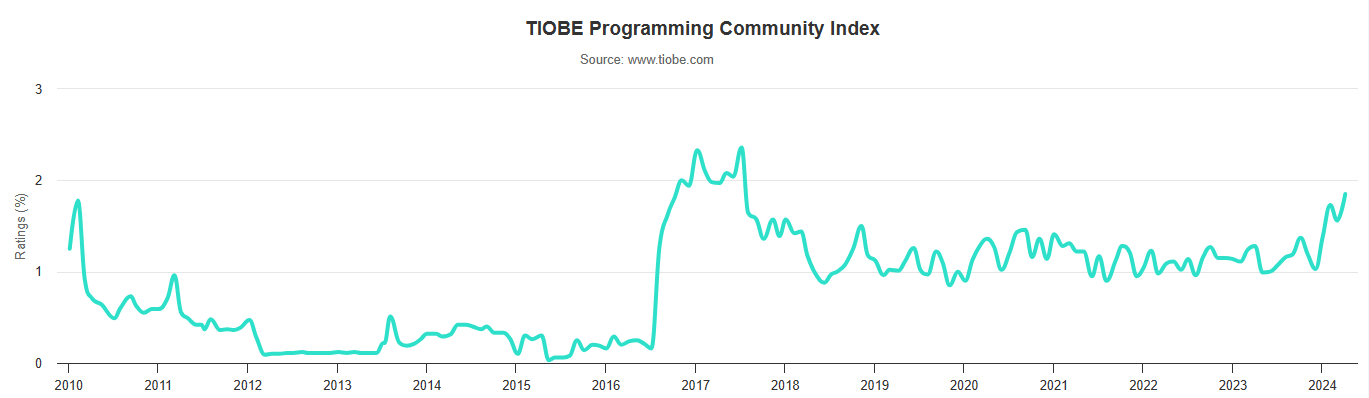 TIOBE Programming Community Index
Source: www.tiobe.com
Ratings (%)
3
2
1
0
2010 2011 2012 2013 2014 2015 2016 2017 2018 2019 2020 2021 2022 2023 2024